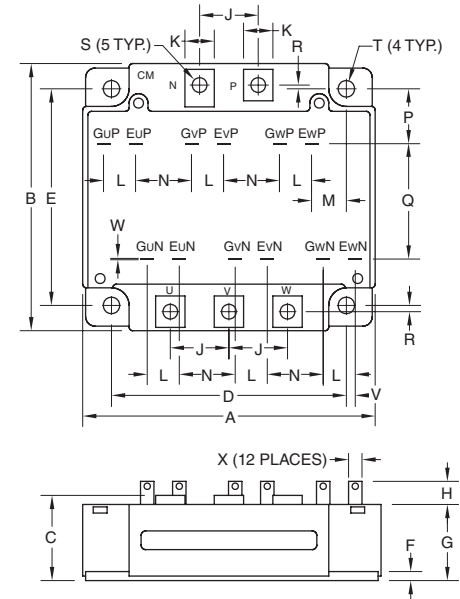 J
K K
S (5 TYP.) R T (4 TYP.)
CM N P
P
GUP EUP GVP EVP GWP EWP
L N L N L
M
B E Q
W
GUN EUN GVN EVN GWN EWN
U V W
R
J J
L N L N L
D V
A
X (12 PLACES)
H
C G
F